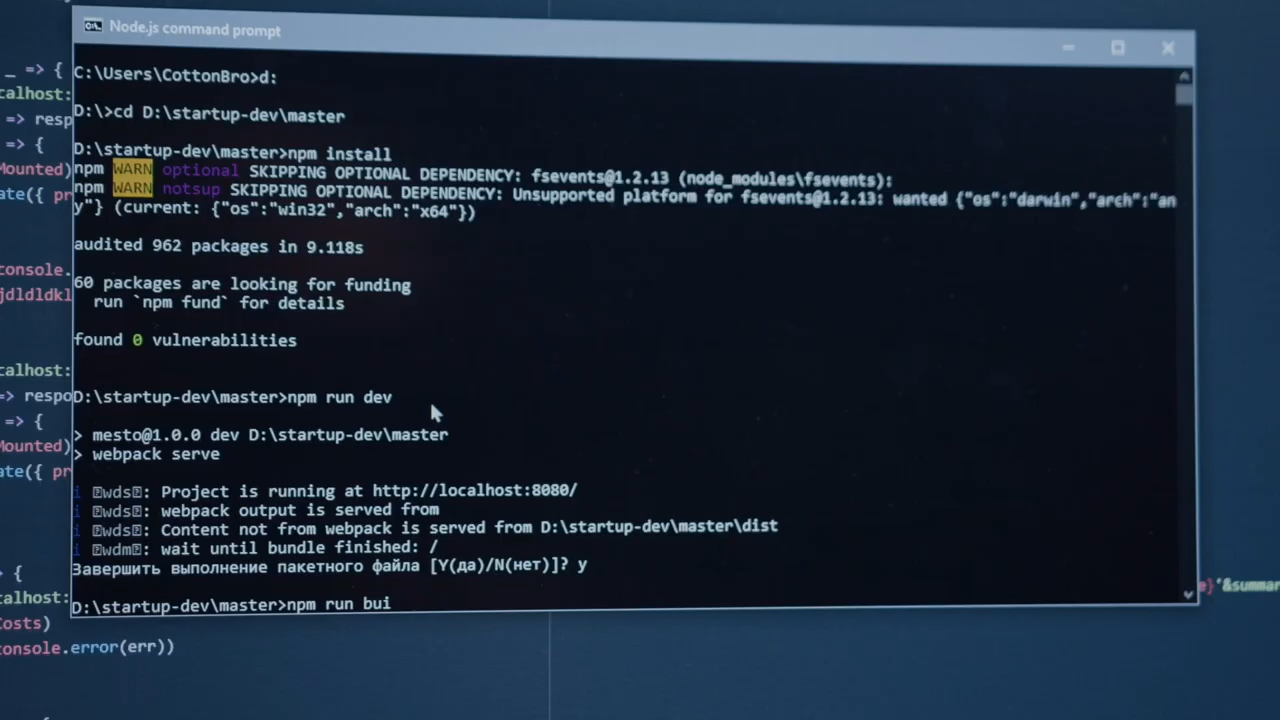 Node.js command prompt
C:\Users\CottonBro>d:
D:\>cd D:\startup-dev\master
D:\startup-dev\master>npm install
npm WARN optional SKIPPING OPTIONAL DEPENDENCY: fsevents@1.2.13 (node_modules\fsevents):
npm WARN notsup SKIPPING OPTIONAL DEPENDENCY: Unsupported platform for fsevents@1.2.13: wanted {"os":"darwin","arch":"an
y"} (current: {"os":"win32","arch":"x64"})
audited 962 packages in 9.118s
60 packages are looking for funding
run `npm fund` for details
found 0 vulnerabilities
D:\startup-dev\master>npm run dev
> mesto@1.0.0 dev D:\startup-dev\master
> webpack serve
i ｢wds｣: Project is running at http://localhost:8080/
i ｢wds｣: webpack output is served from
i ｢wds｣: Content not from webpack is served from D:\startup-dev\master\dist
i ｢wdm｣: wait until bundle finished: /
Завершить выполнение пакетного файла [Y(да)/N(нет)]? y
D:\startup-dev\master>npm run bui
_ => {
calhost:
=> resp
=> {
Mounted)
ate({ pr
console.
jdldldkl
calhost:
=> respo
=> {
Mounted)
ate({ pr
=> {
calhost:
Costs)
console.error(err))
e}'&summar